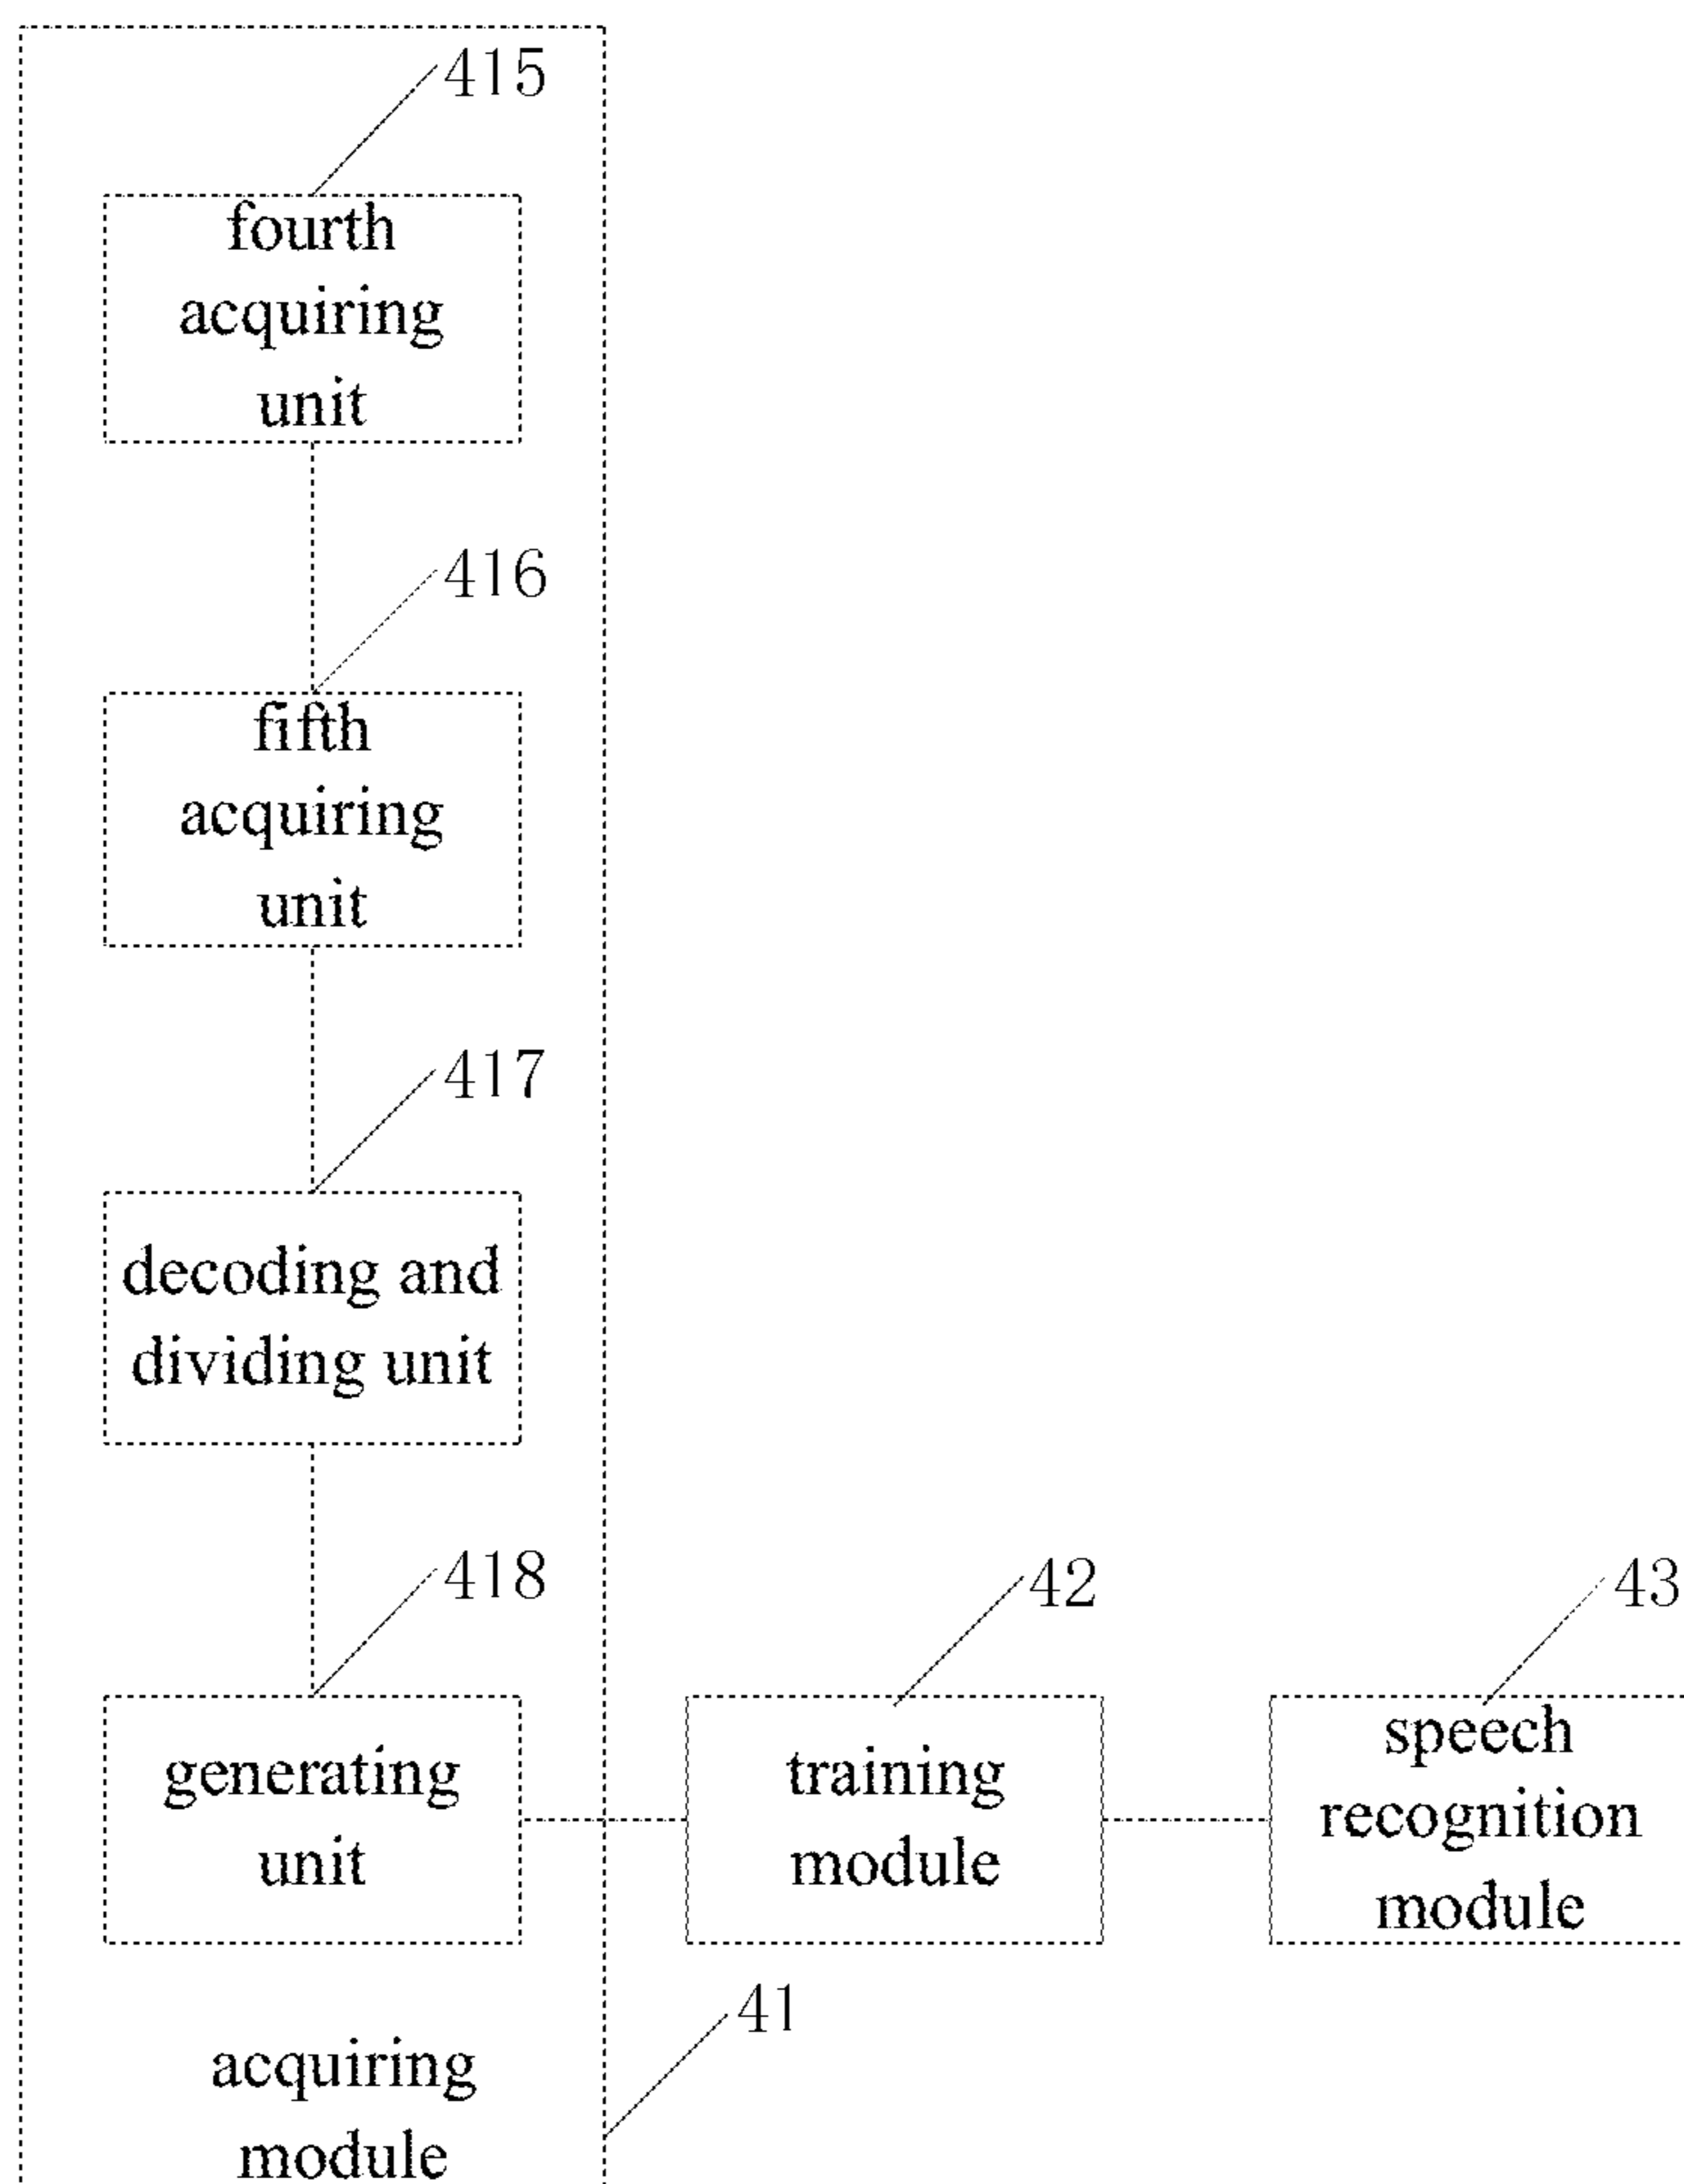 415
fourth
acquiring
unit
416
fifth
acquiring
unit
417
decoding and
dividing unit
418
generating
unit
42
training
module
43
speech
recognition
module
41
acquiring
module